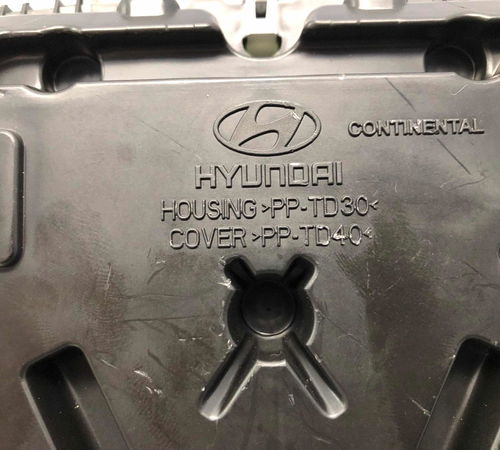 CONTINENTAL
HYUNDAI
HOUSING >PP-TD30<
COVER >PP-TD40<